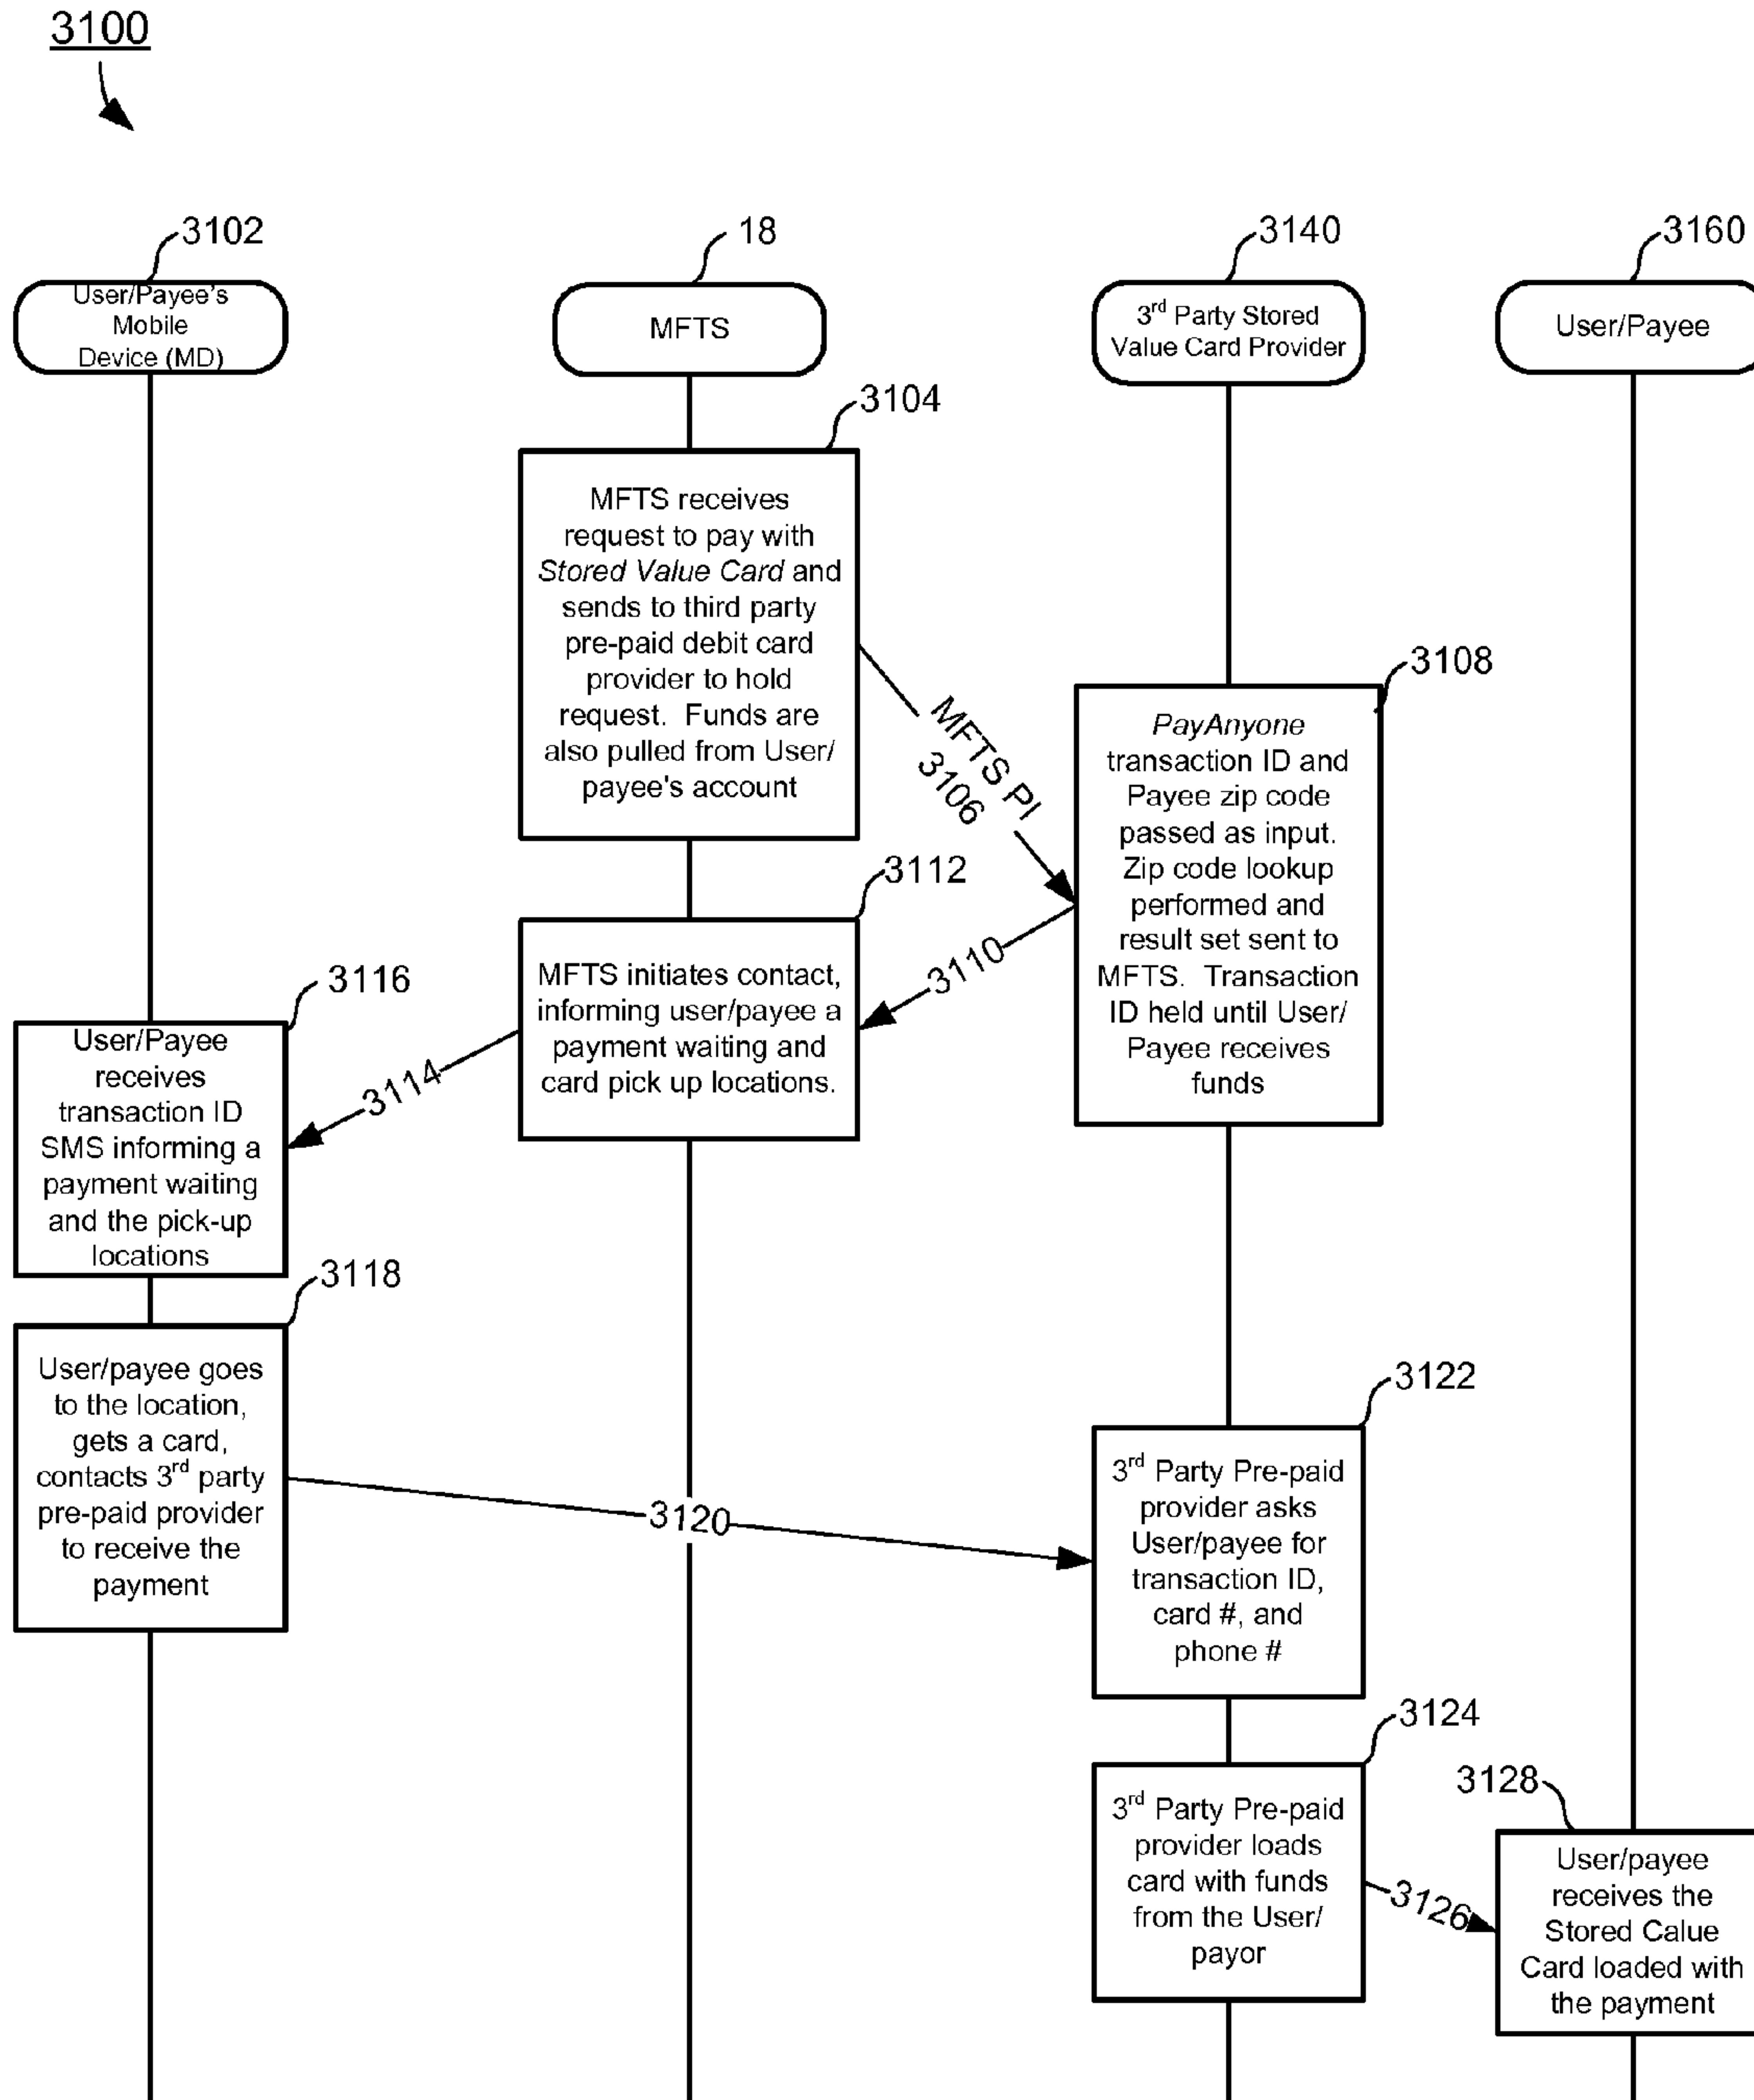 3100
3102
18
3140
3160
User/Payee's
Mobile
Device (MD)
MFTS
3rd Party Stored
Value Card Provider
User/Payee
3104
MFTS receives
request to pay with
Stored Value Card and
sends to third party
pre-paid debit card
provider to hold
request. Funds are
also pulled from User/
payee's account
MFTS PI
3106
3108
PayAnyone
transaction ID and
Payee zip code
passed as input.
Zip code lookup
performed and
result set sent to
MFTS. Transaction
ID held until User/
Payee receives
funds
3110
3112
MFTS initiates contact,
informing user/payee a
payment waiting and
card pick up locations.
3114
3116
User/Payee
receives
transaction ID
SMS informing a
payment waiting
and the pick-up
locations
3118
User/payee goes
to the location,
gets a card,
contacts 3rd party
pre-paid provider
to receive the
payment
3120
3122
3rd Party Pre-paid
provider asks
User/payee for
transaction ID,
card #, and
phone #
3124
3rd Party Pre-paid
provider loads
card with funds
from the User/
payor
3126
3128
User/payee
receives the
Stored Calue
Card loaded with
the payment